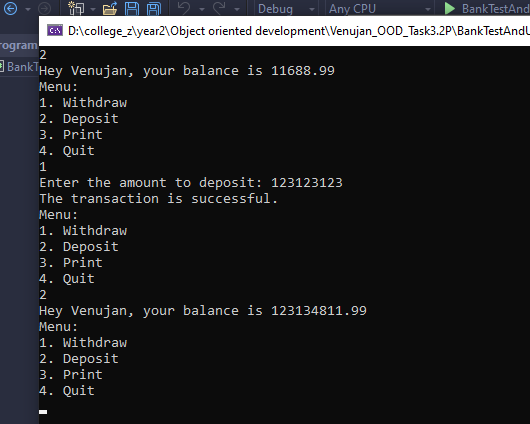 Debug Any CPU BankTestAnd
D:\college_z\year2\Object oriented development\Venujan_OOD_Task3.2P\BankTestAndU
rogram
BankT
2
Hey Venujan, your balance is 11688.99
Menu:
1. Withdraw
2. Deposit
3. Print
4. Quit
1
Enter the amount to deposit: 123123123
The transaction is successful.
Menu:
1. Withdraw
2. Deposit
3. Print
4. Quit
2
Hey Venujan, your balance is 123134811.99
Menu:
1. Withdraw
2. Deposit
3. Print
4. Quit